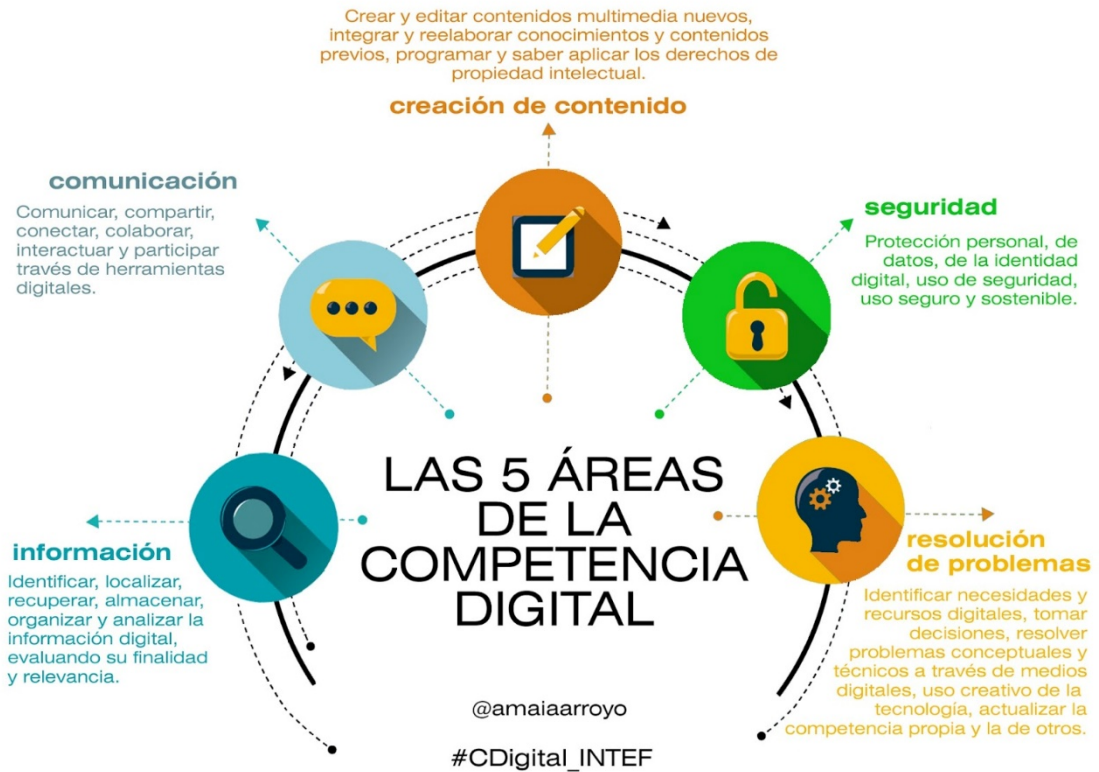 Crear y editar contenidos multimedia nuevos,
integrar y reelaborar conocimientos y contenidos
previos, programar y saber aplicar los derechos de
propiedad intelectual.
creación de contenido
comunicación
Comunicar, compartir,
conectar, colaborar,
interactuar y participar
través de herramientas
digitales.
seguridad
Protección personal, de
datos, de la identidad
digital, uso de seguridad,
uso seguro y sostenible.
información
Identificar, localizar,
recuperar, almacenar,
organizar y analizar la
información digital,
evaluando su finalidad
y relevancia.
LAS 5 ÁREAS
DE LA
COMPETENCIA
DIGITAL
resolución
de problemas
Identificar necesidades y
recursos digitales, tomar
decisiones, resolver
problemas conceptuales y
técnicos a través de medios
digitales, uso creativo de la
tecnología, actualizar la
competencia propia y la de otros.
@amaiaarroyo
#CDigital_INTEF